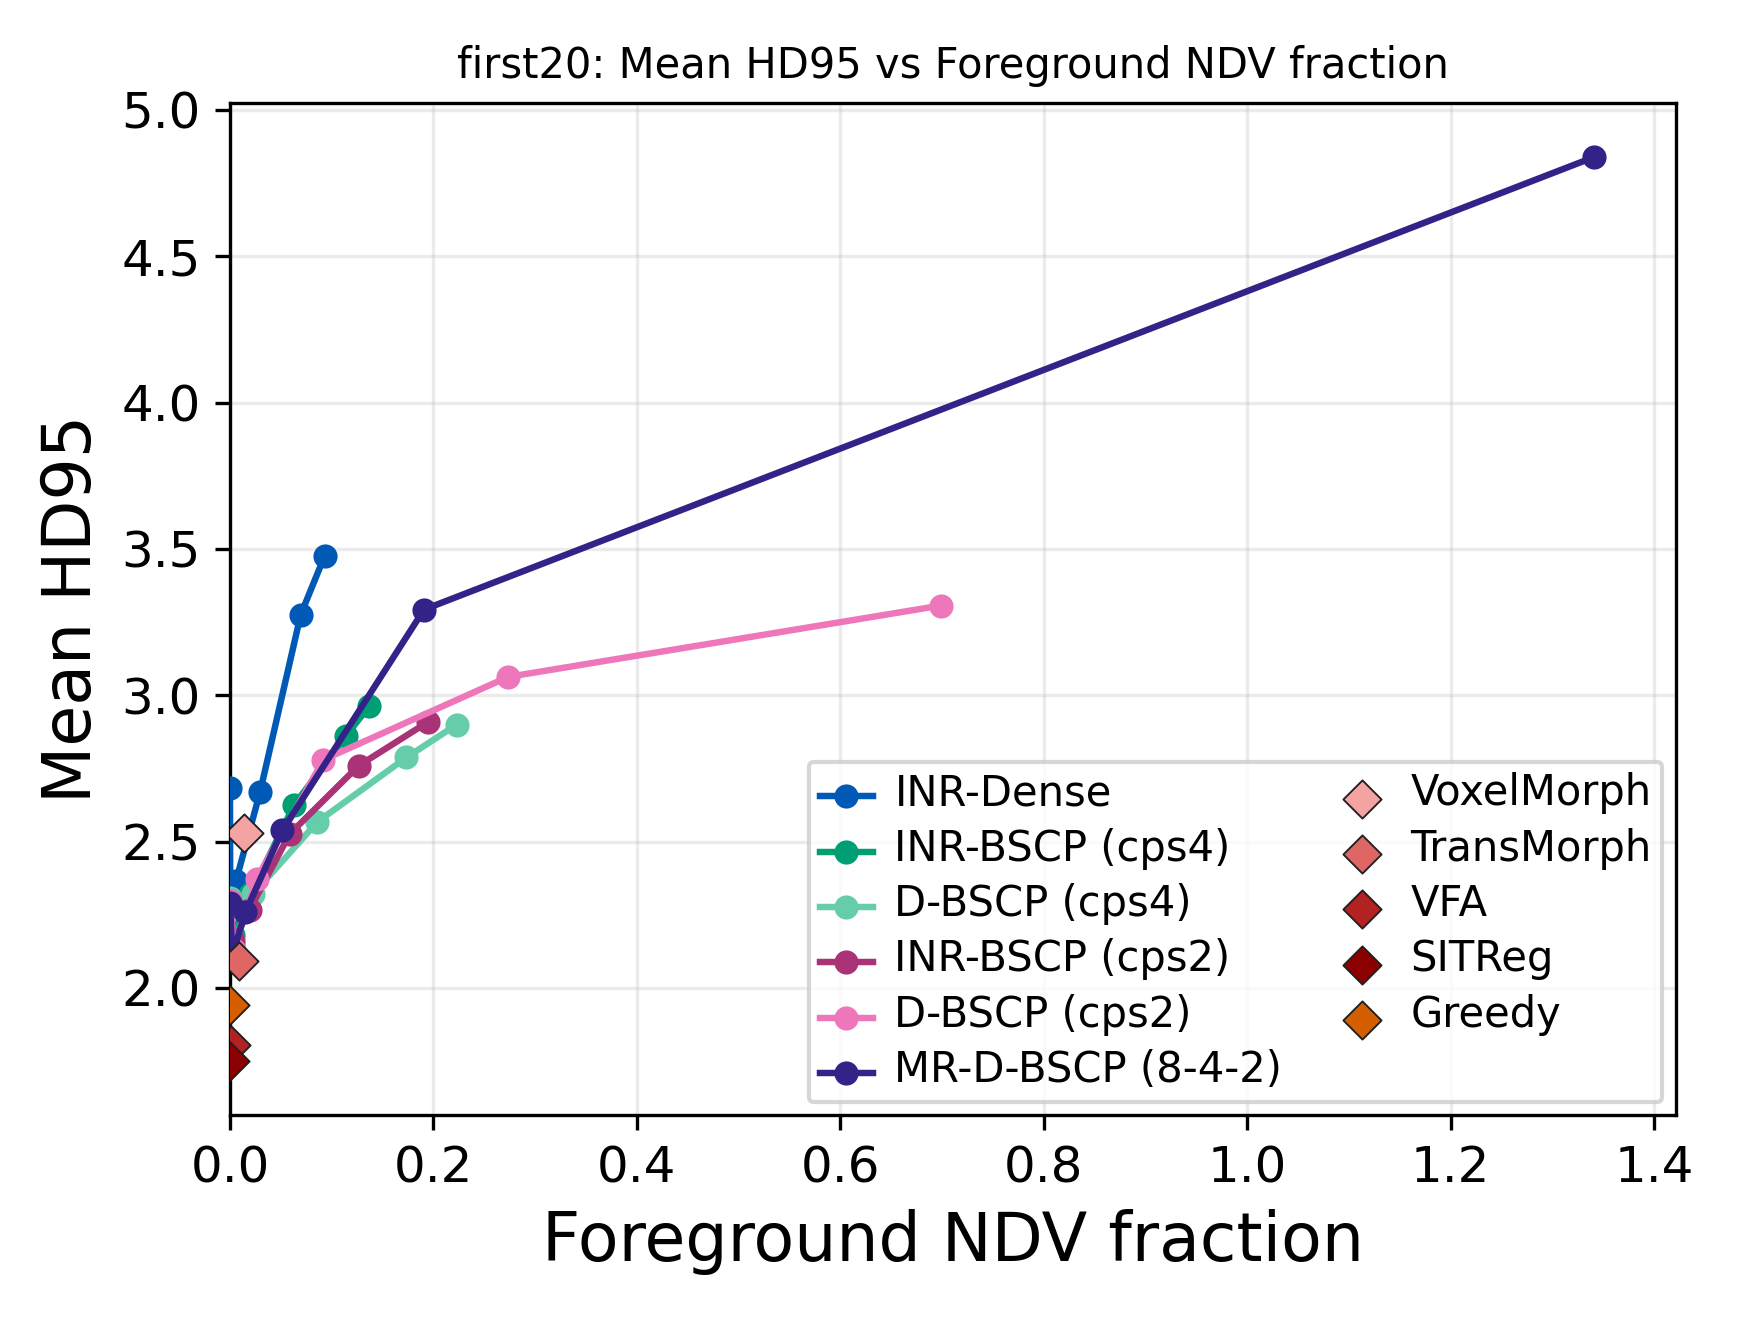 first20: Mean HD95 vs Foreground NDV fraction
5.0
4.5
4.0
3.5
3.0
2.5
2.0
Mean HD95
INR-Dense
INR-BSCP (cps4)
D-BSCP (cps4)
INR-BSCP (cps2)
D-BSCP (cps2)
MR-D-BSCP (8-4-2)
VoxelMorph
TransMorph
VFA
SITReg
Greedy
0.0 0.2 0.4 0.6 0.8 1.0 1.2 1.4
Foreground NDV fraction